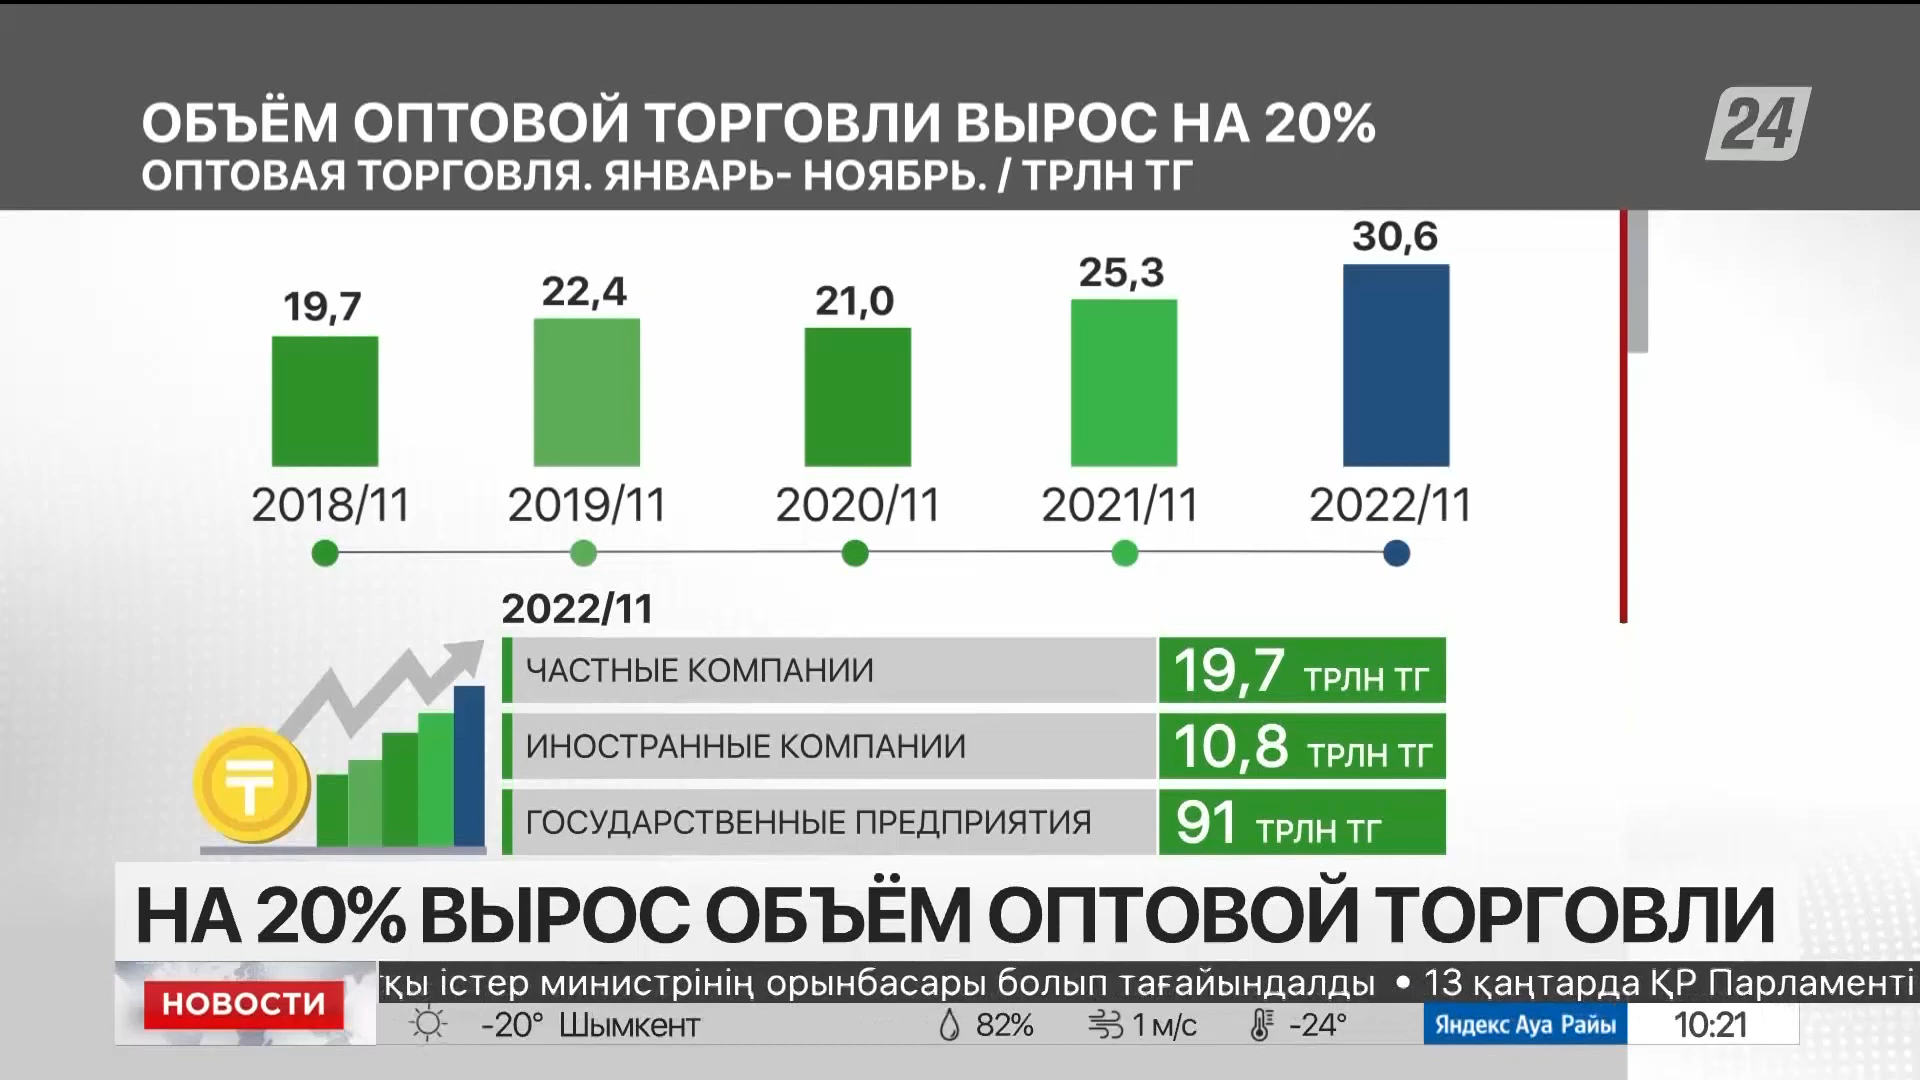 ОБЪЁМ ОПТОВОЙ ТОРГОВЛИ ВЫРОС НА 20%
ОПТОВАЯ ТОРГОВЛЯ. ЯНВАРЬ- НОЯБРЬ. / ТРЛН ТГ
24
19,7 22,4 21,0 25,3 30,6
2018/11 2019/11 2020/11 2021/11 2022/11
2022/11
ЧАСТНЫЕ КОМПАНИИ 19,7 ТРЛН ТГ
ИНОСТРАННЫЕ КОМПАНИИ 10,8 ТРЛН ТГ
ГОСУДАРСТВЕННЫЕ ПРЕДПРИЯТИЯ 91 ТРЛН ТГ
НА 20% ВЫРОС ОБЪЁМ ОПТОВОЙ ТОРГОВЛИ
НОВОСТИ
қы істер министрінің орынбасары болып тағайындалды • 13 қаңтарда ҚР Парламенті
-20° Шымкент 82% 1 м/с -24° Яндекс Ауа Райы 10:21